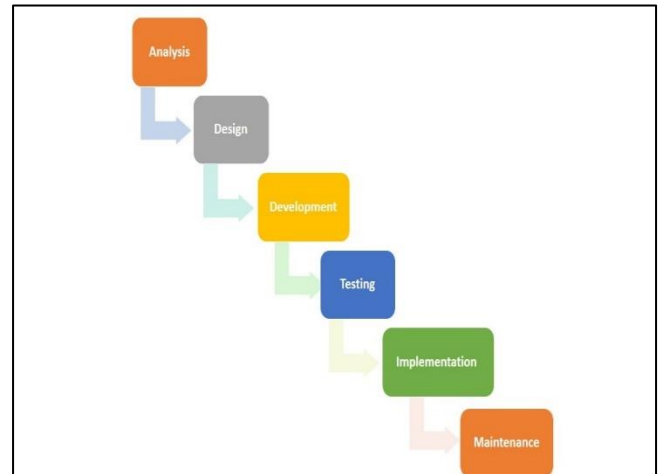 Analysis
Design
Development
Testing
Implementation
Maintenance